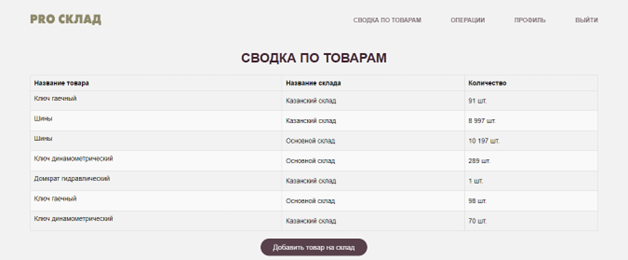 PRO СКЛАД СВОДКА ПО ТОВАРАМ ОПЕРАЦИИ ПРОФИЛЬ ВЫЙТИ
СВОДКА ПО ТОВАРАМ
Название товара Название склада Количество
Ключ гаечный Казанский склад 91 шт.
Шины Казанский склад 8 997 шт.
Шины Основной склад 10 197 шт.
Ключ динамометрический Основной склад 289 шт.
Домкрат гидравлический Казанский склад 1 шт.
Ключ гаечный Основной склад 98 шт.
Ключ динамометрический Казанский склад 70 шт.
Добавить товар на склад